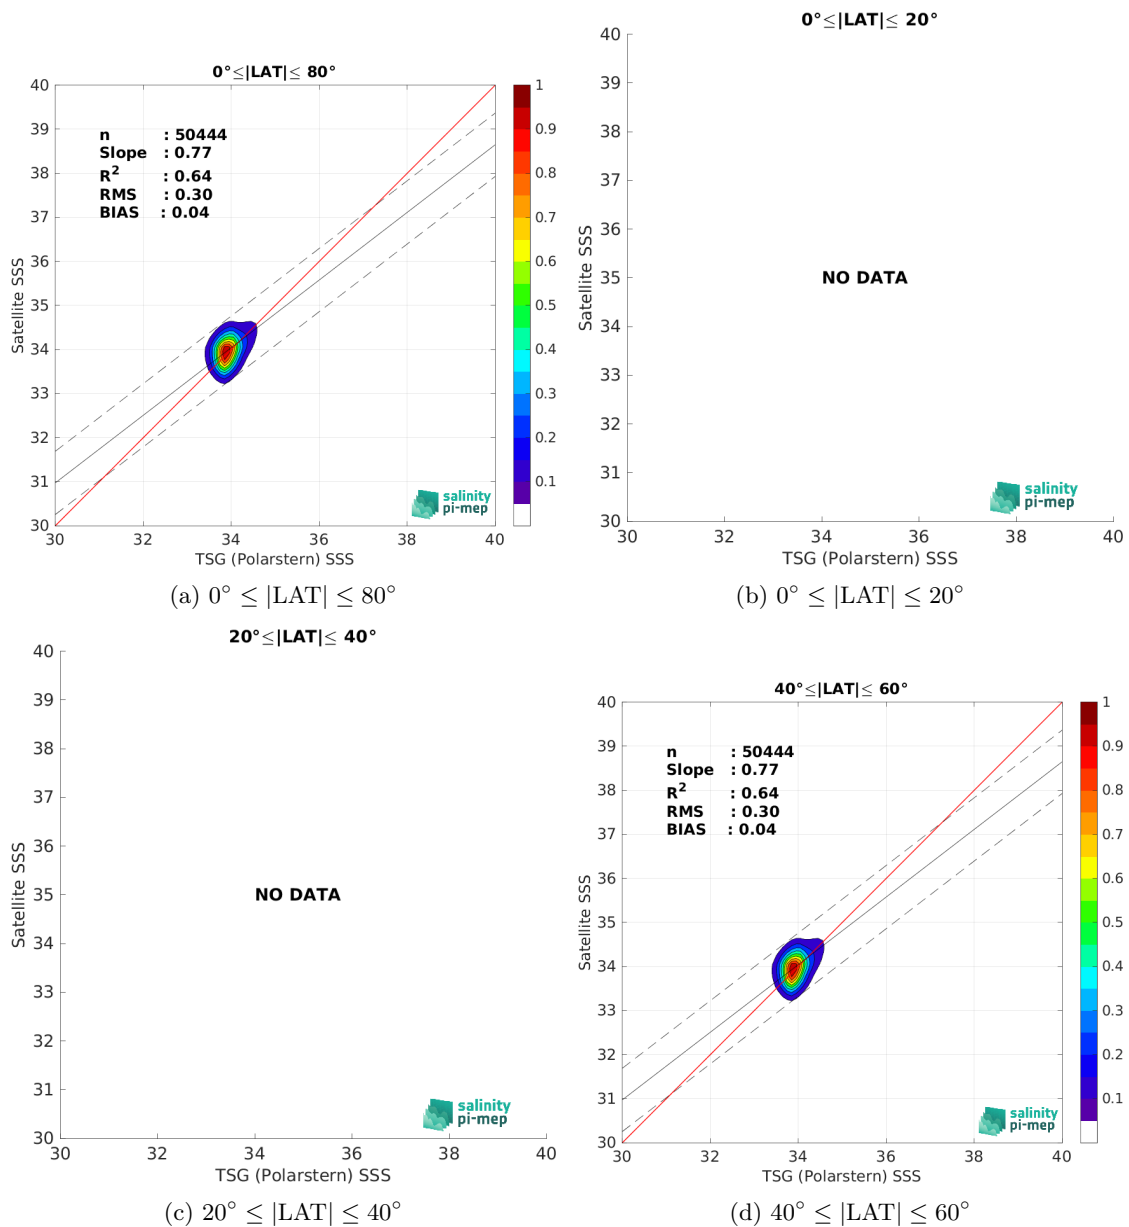 0°≤|LAT|≤ 80°
40
39
38
37
36
35
34
33
32
31
30
30
32
34
36
38
40
Satellite SSS
TSG (Polarstern) SSS
n : 50444
Slope : 0.77
R² : 0.64
RMS : 0.30
BIAS : 0.04
1
0.9
0.8
0.7
0.6
0.5
0.4
0.3
0.2
0.1
salinity
pi-mep
(a) 0° ≤ |LAT| ≤ 80°
0°≤|LAT|≤ 20°
40
39
38
37
36
35
34
33
32
31
30
30
32
34
36
38
40
Satellite SSS
TSG (Polarstern) SSS
NO DATA
salinity
pi-mep
(b) 0° ≤ |LAT| ≤ 20°
20°≤|LAT|≤ 40°
40
39
38
37
36
35
34
33
32
31
30
30
32
34
36
38
40
Satellite SSS
TSG (Polarstern) SSS
NO DATA
salinity
pi-mep
(c) 20° ≤ |LAT| ≤ 40°
40°≤|LAT|≤ 60°
40
39
38
37
36
35
34
33
32
31
30
30
32
34
36
38
40
Satellite SSS
TSG (Polarstern) SSS
n : 50444
Slope : 0.77
R² : 0.64
RMS : 0.30
BIAS : 0.04
1
0.9
0.8
0.7
0.6
0.5
0.4
0.3
0.2
0.1
salinity
pi-mep
(d) 40° ≤ |LAT| ≤ 60°